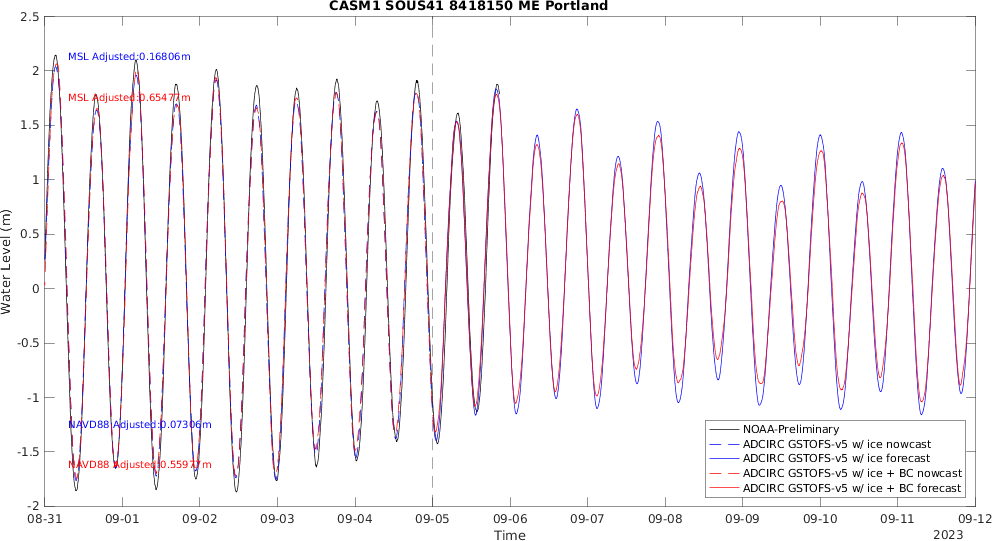 CASM1 SOUS41 8418150 ME Portland
2.5
2
1.5
1
0.5
0
-0.5
-1
-1.5
-2
Water Level (m)
MSL Adjusted:0.16806m
MSL Adjusted:0.65477m
NAVD88 Adjusted:0.07306m
NAVD88 Adjusted:0.55977m
NOAA-Preliminary
ADCIRC GSTOFS-v5 w/ ice nowcast
ADCIRC GSTOFS-v5 w/ ice forecast
ADCIRC GSTOFS-v5 w/ ice + BC nowcast
ADCIRC GSTOFS-v5 w/ ice + BC forecast
08-31 09-01 09-02 09-03 09-04 09-05 09-06 09-07 09-08 09-09 09-10 09-11 09-12
Time
2023